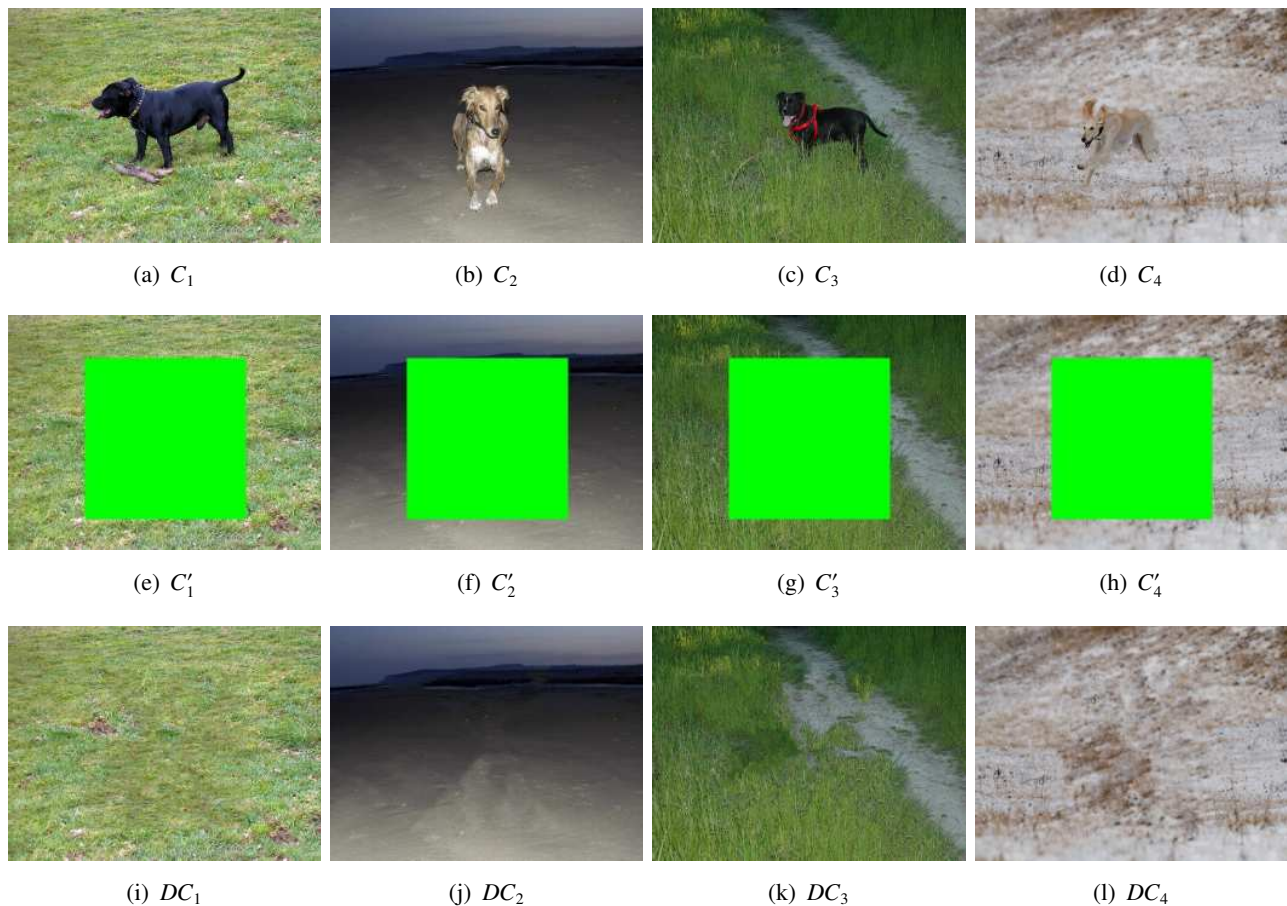 (a) C₁
(b) C₂
(c) C₃
(d) C₄
(e) C′₁
(f) C′₂
(g) C′₃
(h) C′₄
(i) DC₁
(j) DC₂
(k) DC₃
(l) DC₄